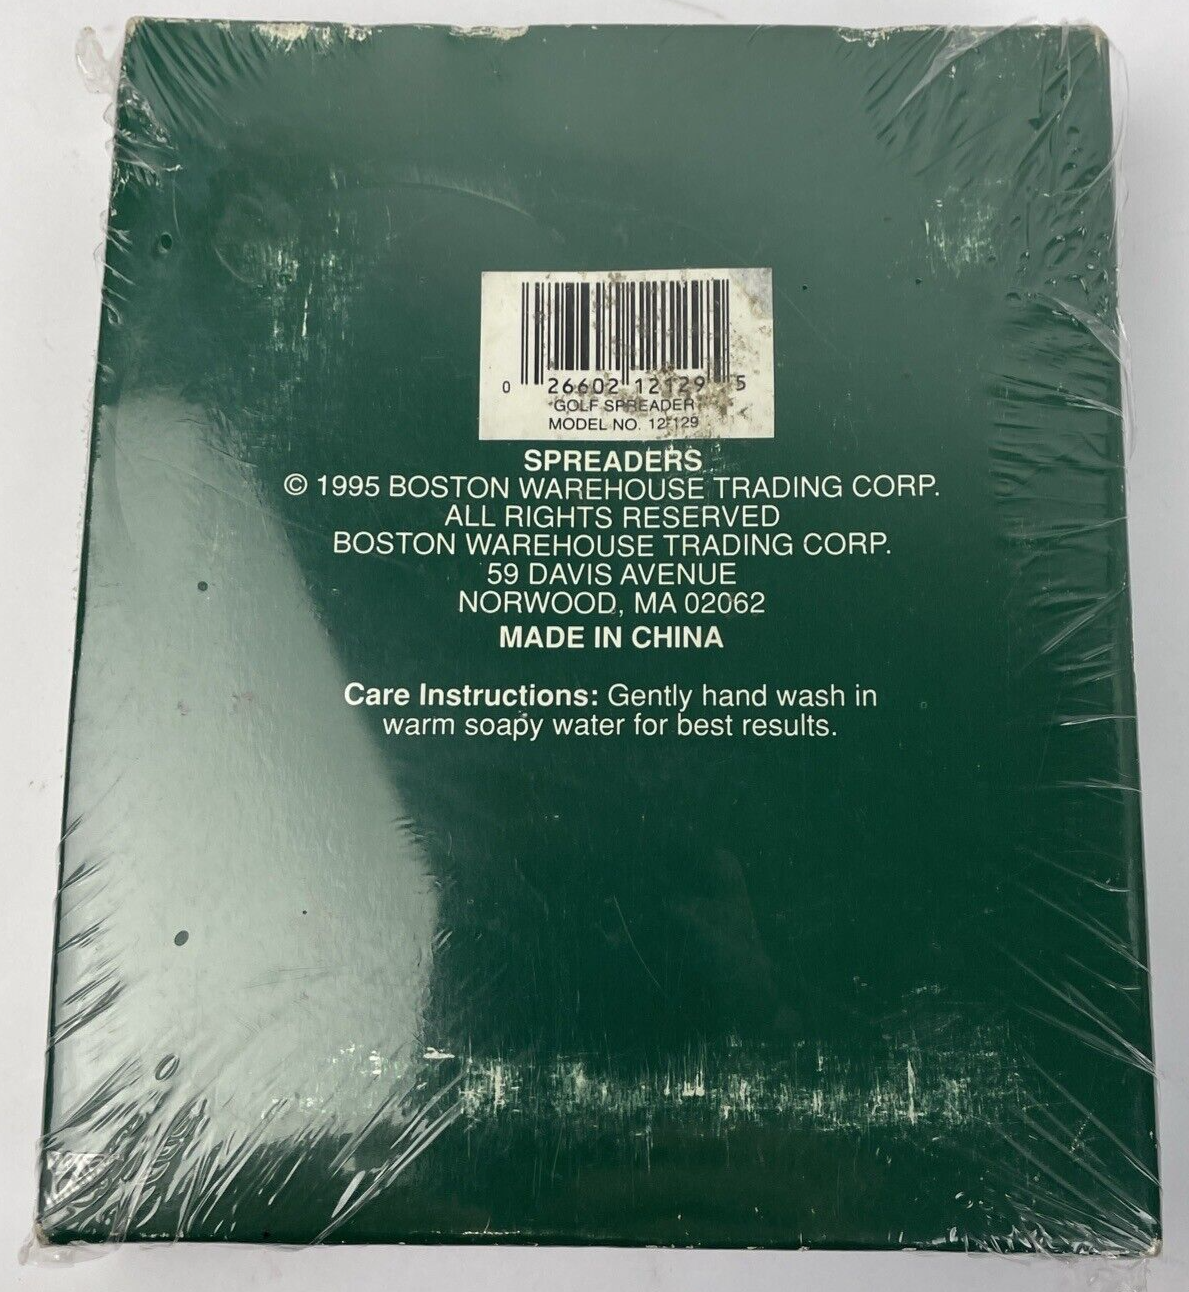 0 26602 12129 5
GOLF SPREADER
MODEL NO. 12-129
SPREADERS
© 1995 BOSTON WAREHOUSE TRADING CORP.
ALL RIGHTS RESERVED
BOSTON WAREHOUSE TRADING CORP.
59 DAVIS AVENUE
NORWOOD, MA 02062
MADE IN CHINA
Care Instructions: Gently hand wash in
warm soapy water for best results.